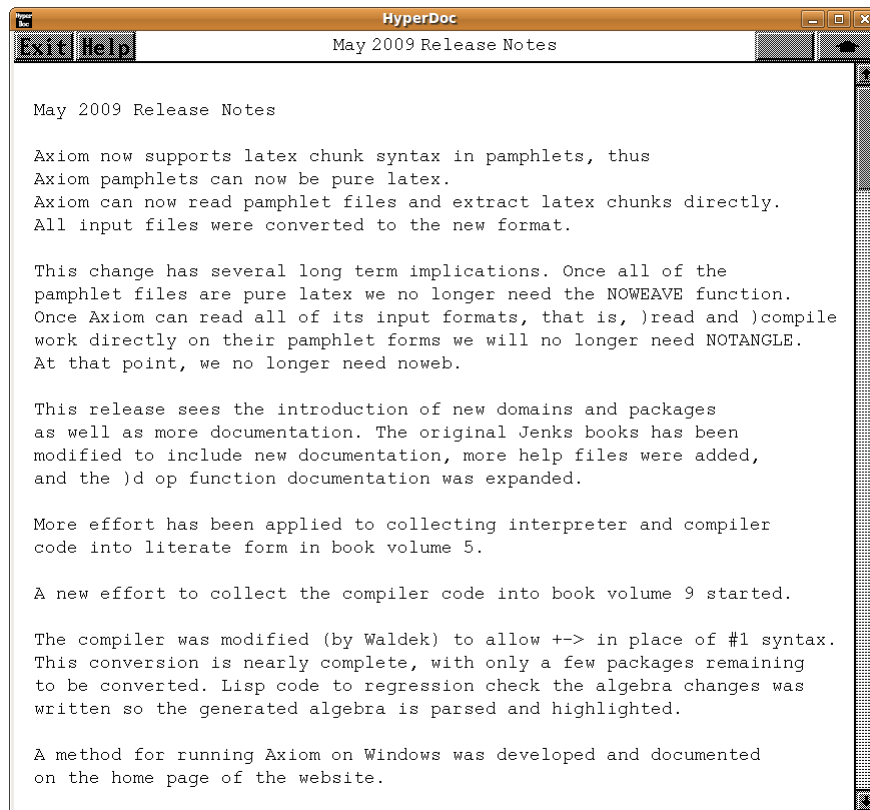 Hyper
Doc
HyperDoc
Exit Help May 2009 Release Notes
May 2009 Release Notes
Axiom now supports latex chunk syntax in pamphlets, thus
Axiom pamphlets can now be pure latex.
Axiom can now read pamphlet files and extract latex chunks directly.
All input files were converted to the new format.
This change has several long term implications. Once all of the
pamphlet files are pure latex we no longer need the NOWEAVE function.
Once Axiom can read all of its input formats, that is, )read and )compile
work directly on their pamphlet forms we will no longer need NOTANGLE.
At that point, we no longer need noweb.
This release sees the introduction of new domains and packages
as well as more documentation. The original Jenks books has been
modified to include new documentation, more help files were added,
and the )d op function documentation was expanded.
More effort has been applied to collecting interpreter and compiler
code into literate form in book volume 5.
A new effort to collect the compiler code into book volume 9 started.
The compiler was modified (by Waldek) to allow +-> in place of #1 syntax.
This conversion is nearly complete, with only a few packages remaining
to be converted. Lisp code to regression check the algebra changes was
written so the generated algebra is parsed and highlighted.
A method for running Axiom on Windows was developed and documented
on the home page of the website.